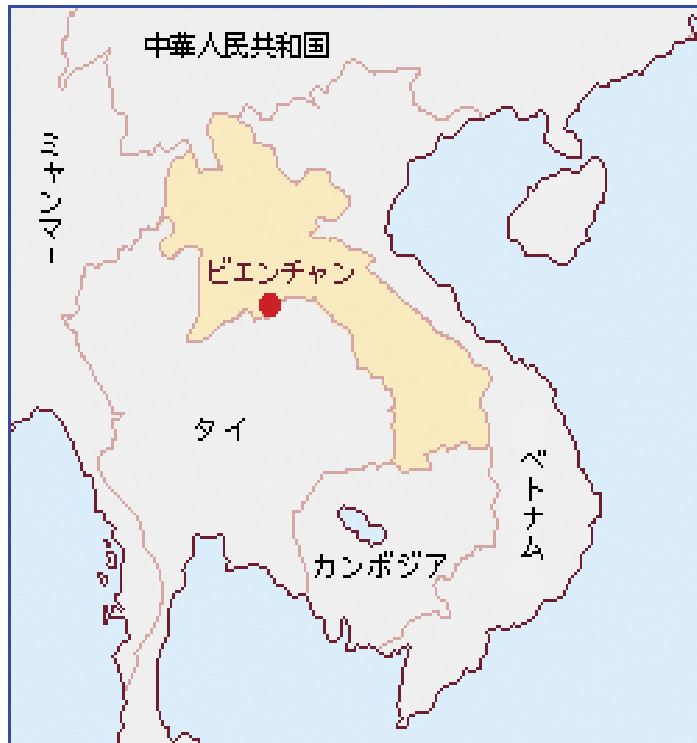 中華人民共和国
ミャンマー
ビエンチャン
タイ
ベトナム
カンボジア